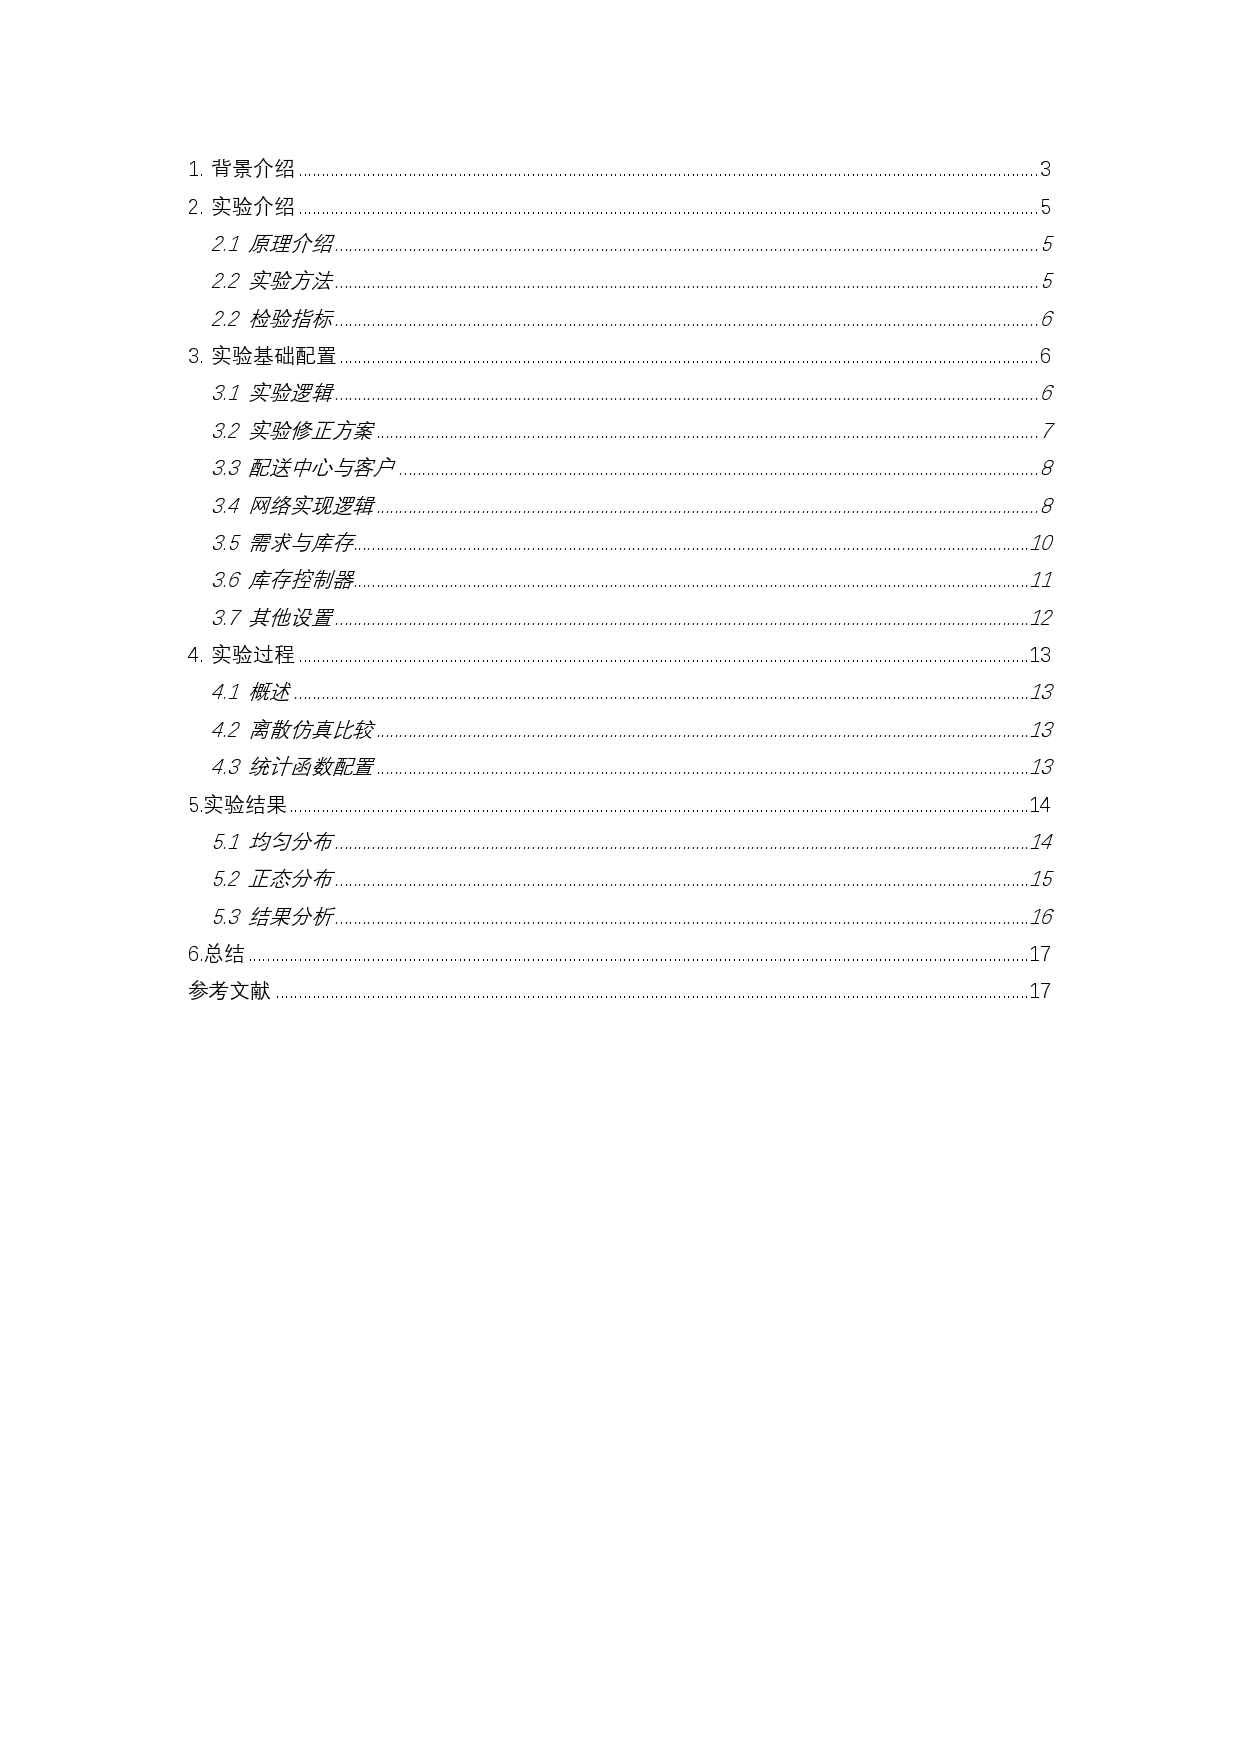 1. 背景介绍........3
2. 实验介绍........5
2.1 原理介绍........5
2.2 实验方法........5
2.2 检验指标........6
3. 实验基础配置........6
3.1 实验逻辑........6
3.2 实验修正方案........7
3.3 配送中心与客户........8
3.4 网络实现逻辑........8
3.5 需求与库存........10
3.6 库存控制器........11
3.7 其他设置........12
4. 实验过程........13
4.1 概述........13
4.2 离散仿真比较........13
4.3 统计函数配置........13
5.实验结果........14
5.1 均匀分布........14
5.2 正态分布........15
5.3 结果分析........16
6.总结........17
参考文献........17